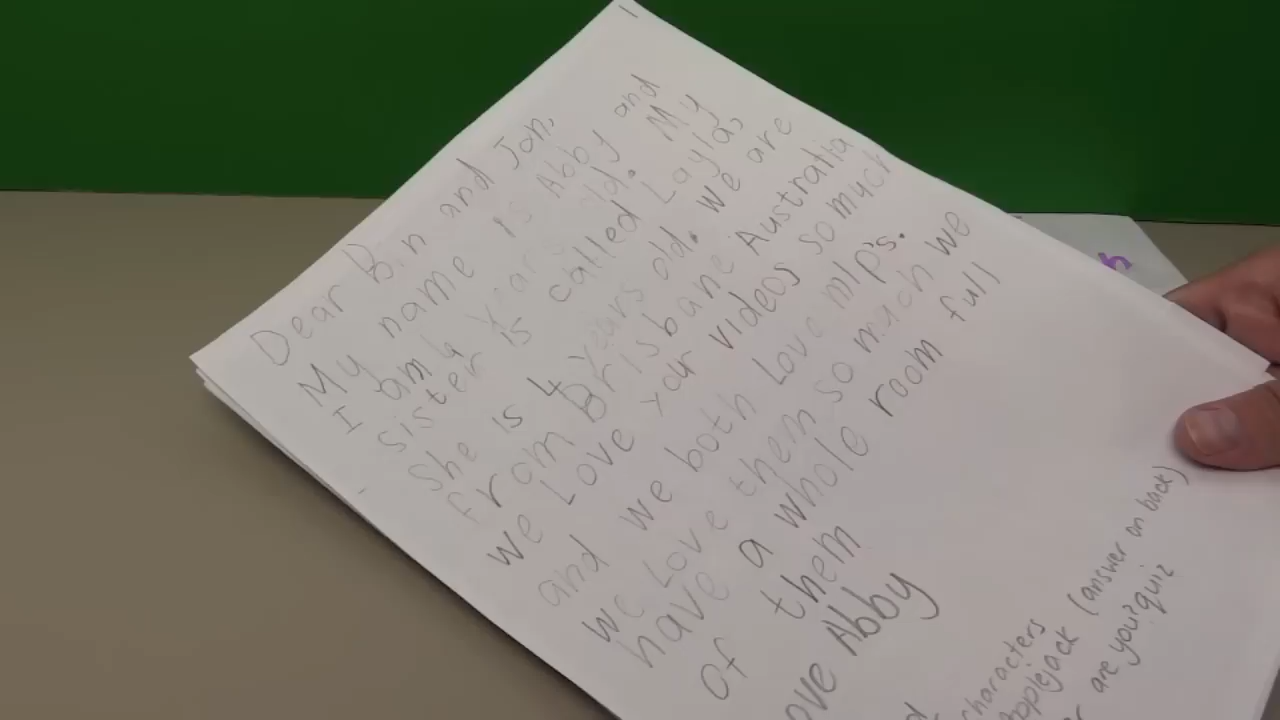 Dear Bin and Jon,
My name is Abby and
I am 4 years old. My
sister is called Layla,
She is 4 years old. we are
from Brisbane Australia
we Love your videos so much
and we both Love mlp's.
we Love them so much we
have a whole room full
of them
ove Abby
characters
applejack (answer on back)
are you? quiz